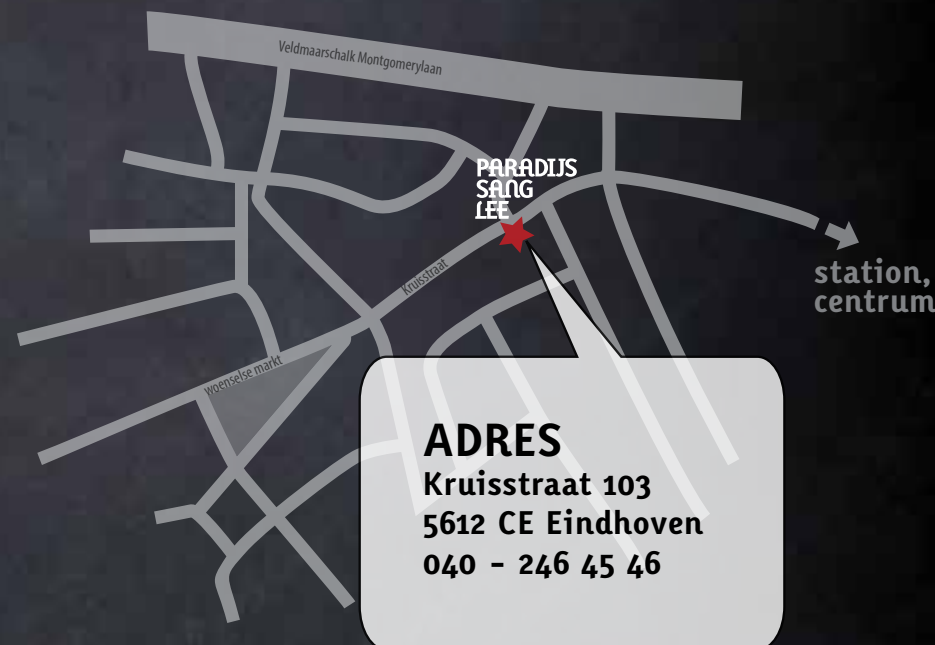 Veldmaarschalk Montgomerylaan
PARADIJS
SANG
LEE
Kruisstraat
station,
centrum
woenselse markt
ADRES
Kruisstraat 103
5612 CE Eindhoven
040 - 246 45 46